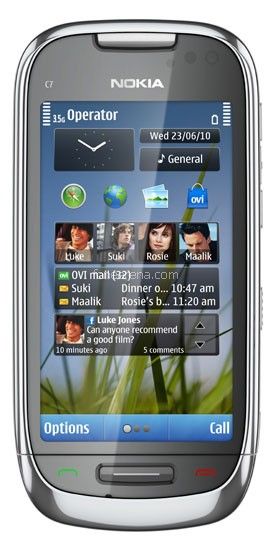 C7
NOKIA
3.5G Operator
Wed 23/06/10
General
ovi
Luke Suki Rosie Maalik
ovi OVI mail (32)
Suki Dinner o... 10:47 am
Maalik Rosie's b... 11:20 am
f Luke Jones
Can anyone recommend
a good film?
10 minutes ago 5 comments
Options Call